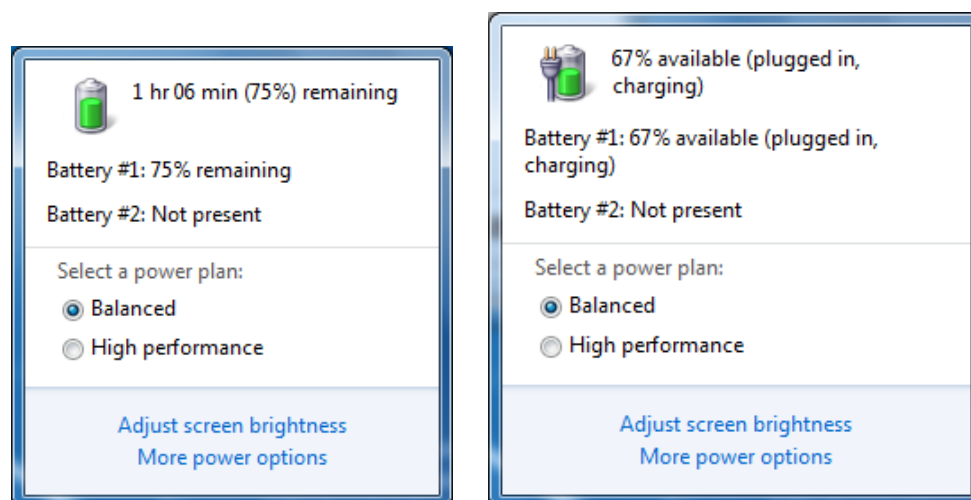 1 hr 06 min (75%) remaining
Battery #1: 75% remaining
Battery #2: Not present
Select a power plan:
Balanced
High performance
Adjust screen brightness
More power options
67% available (plugged in,
charging)
Battery #1: 67% available (plugged in,
charging)
Battery #2: Not present
Select a power plan:
Balanced
High performance
Adjust screen brightness
More power options